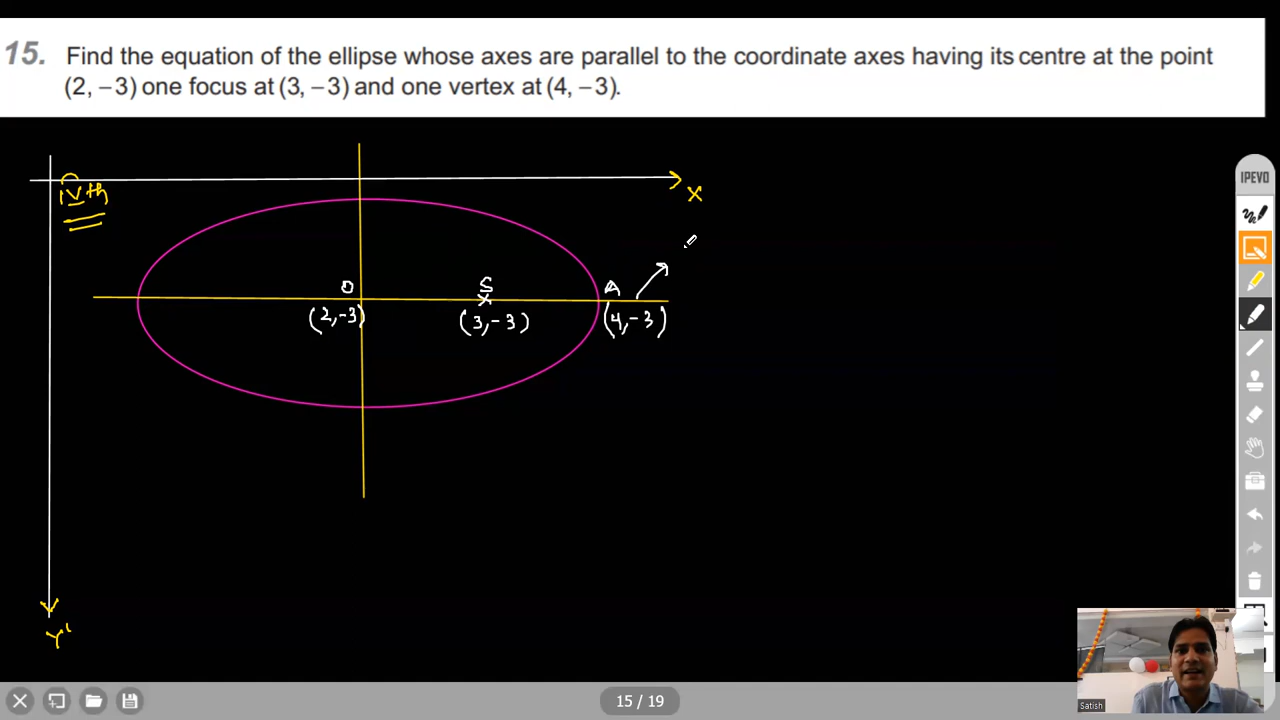 15. Find the equation of the ellipse whose axes are parallel to the coordinate axes having its centre at the point
(2, −3) one focus at (3, −3) and one vertex at (4, −3).
IPEVO
X
IVth
O
S
A
(2,-3)
(3,-3)
(4,-3)
Y'
Satish
15 / 19